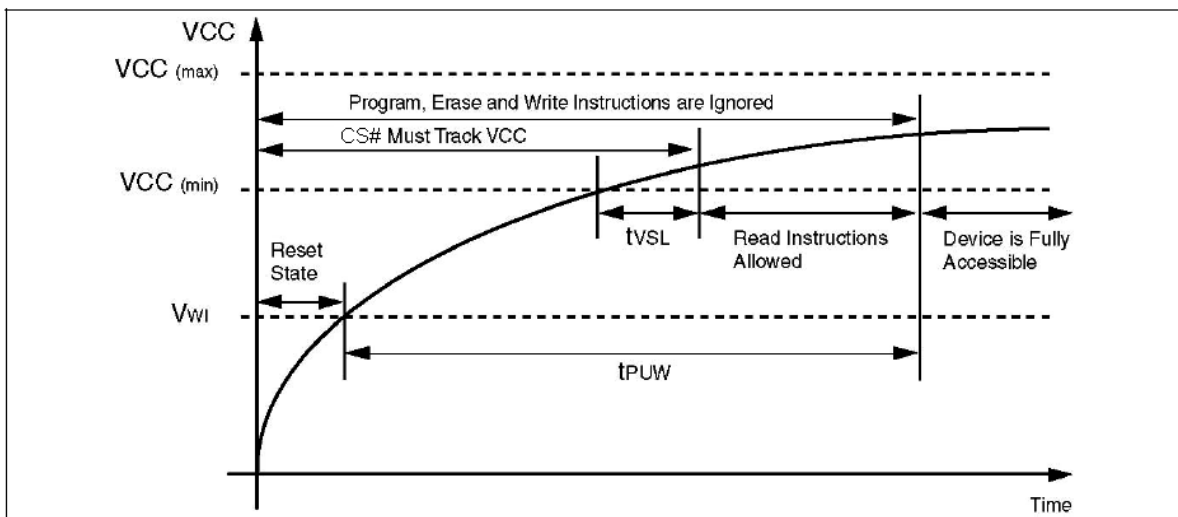 VCC
VCC (max)
Program, Erase and Write Instructions are Ignored
CS# Must Track VCC
VCC (min)
tVSL
Read Instructions
Allowed
Device is Fully
Accessible
Reset
State
VWI
tPUW
Time